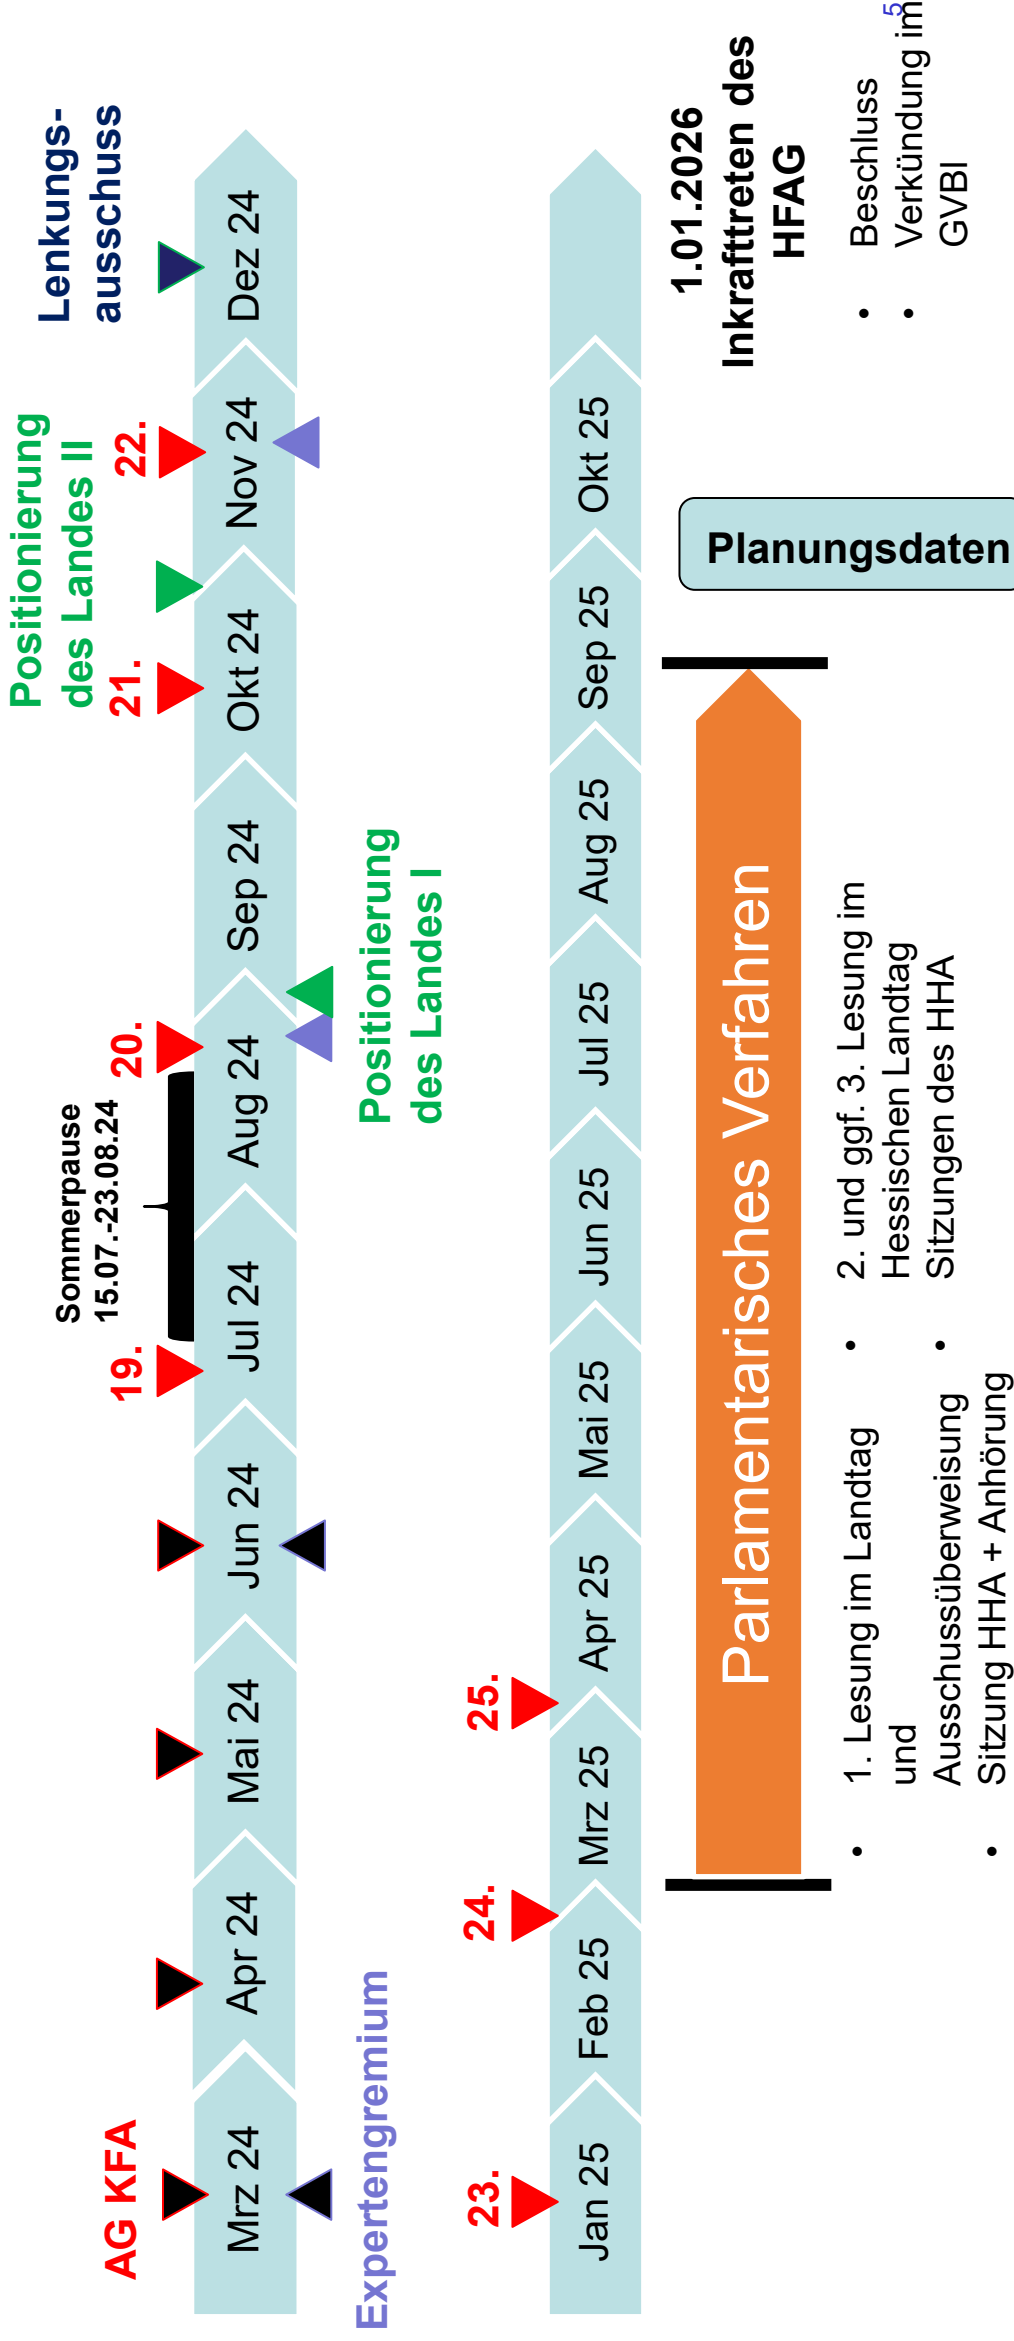 Positionierung
des Landes II
Lenkungs-
ausschuss
Sommerpause
15.07.-23.08.24
AG KFA
19.
20.
21.
22.
Mrz 24
Apr 24
Mai 24
Jun 24
Jul 24
Aug 24
Sep 24
Okt 24
Nov 24
Dez 24
Expertengremium
Positionierung
des Landes I
23.
24.
25.
Jan 25
Feb 25
Mrz 25
Apr 25
Mai 25
Jun 25
Jul 25
Aug 25
Sep 25
Okt 25
1.01.2026
Inkrafttreten des
HFAG
Parlamentarisches Verfahren
Planungsdaten
• 1. Lesung im Landtag
und
Ausschussüberweisung
• Sitzung HHA + Anhörung
• 2. und ggf. 3. Lesung im
Hessischen Landtag
• Sitzungen des HHA
• Beschluss
• Verkündung im
GVBl
5